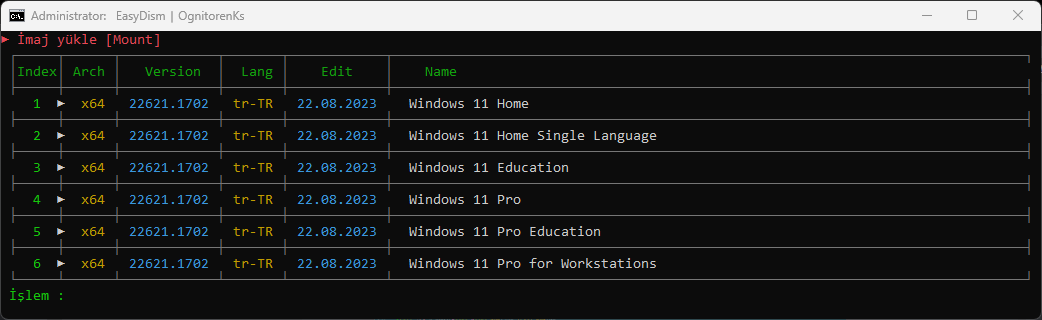 Administrator: EasyDism | OgnitorenKs
► İmaj yükle [Mount]
Index Arch Version Lang Edit Name
1 ► x64 22621.1702 tr-TR 22.08.2023 Windows 11 Home
2 ► x64 22621.1702 tr-TR 22.08.2023 Windows 11 Home Single Language
3 ► x64 22621.1702 tr-TR 22.08.2023 Windows 11 Education
4 ► x64 22621.1702 tr-TR 22.08.2023 Windows 11 Pro
5 ► x64 22621.1702 tr-TR 22.08.2023 Windows 11 Pro Education
6 ► x64 22621.1702 tr-TR 22.08.2023 Windows 11 Pro for Workstations
İşlem :